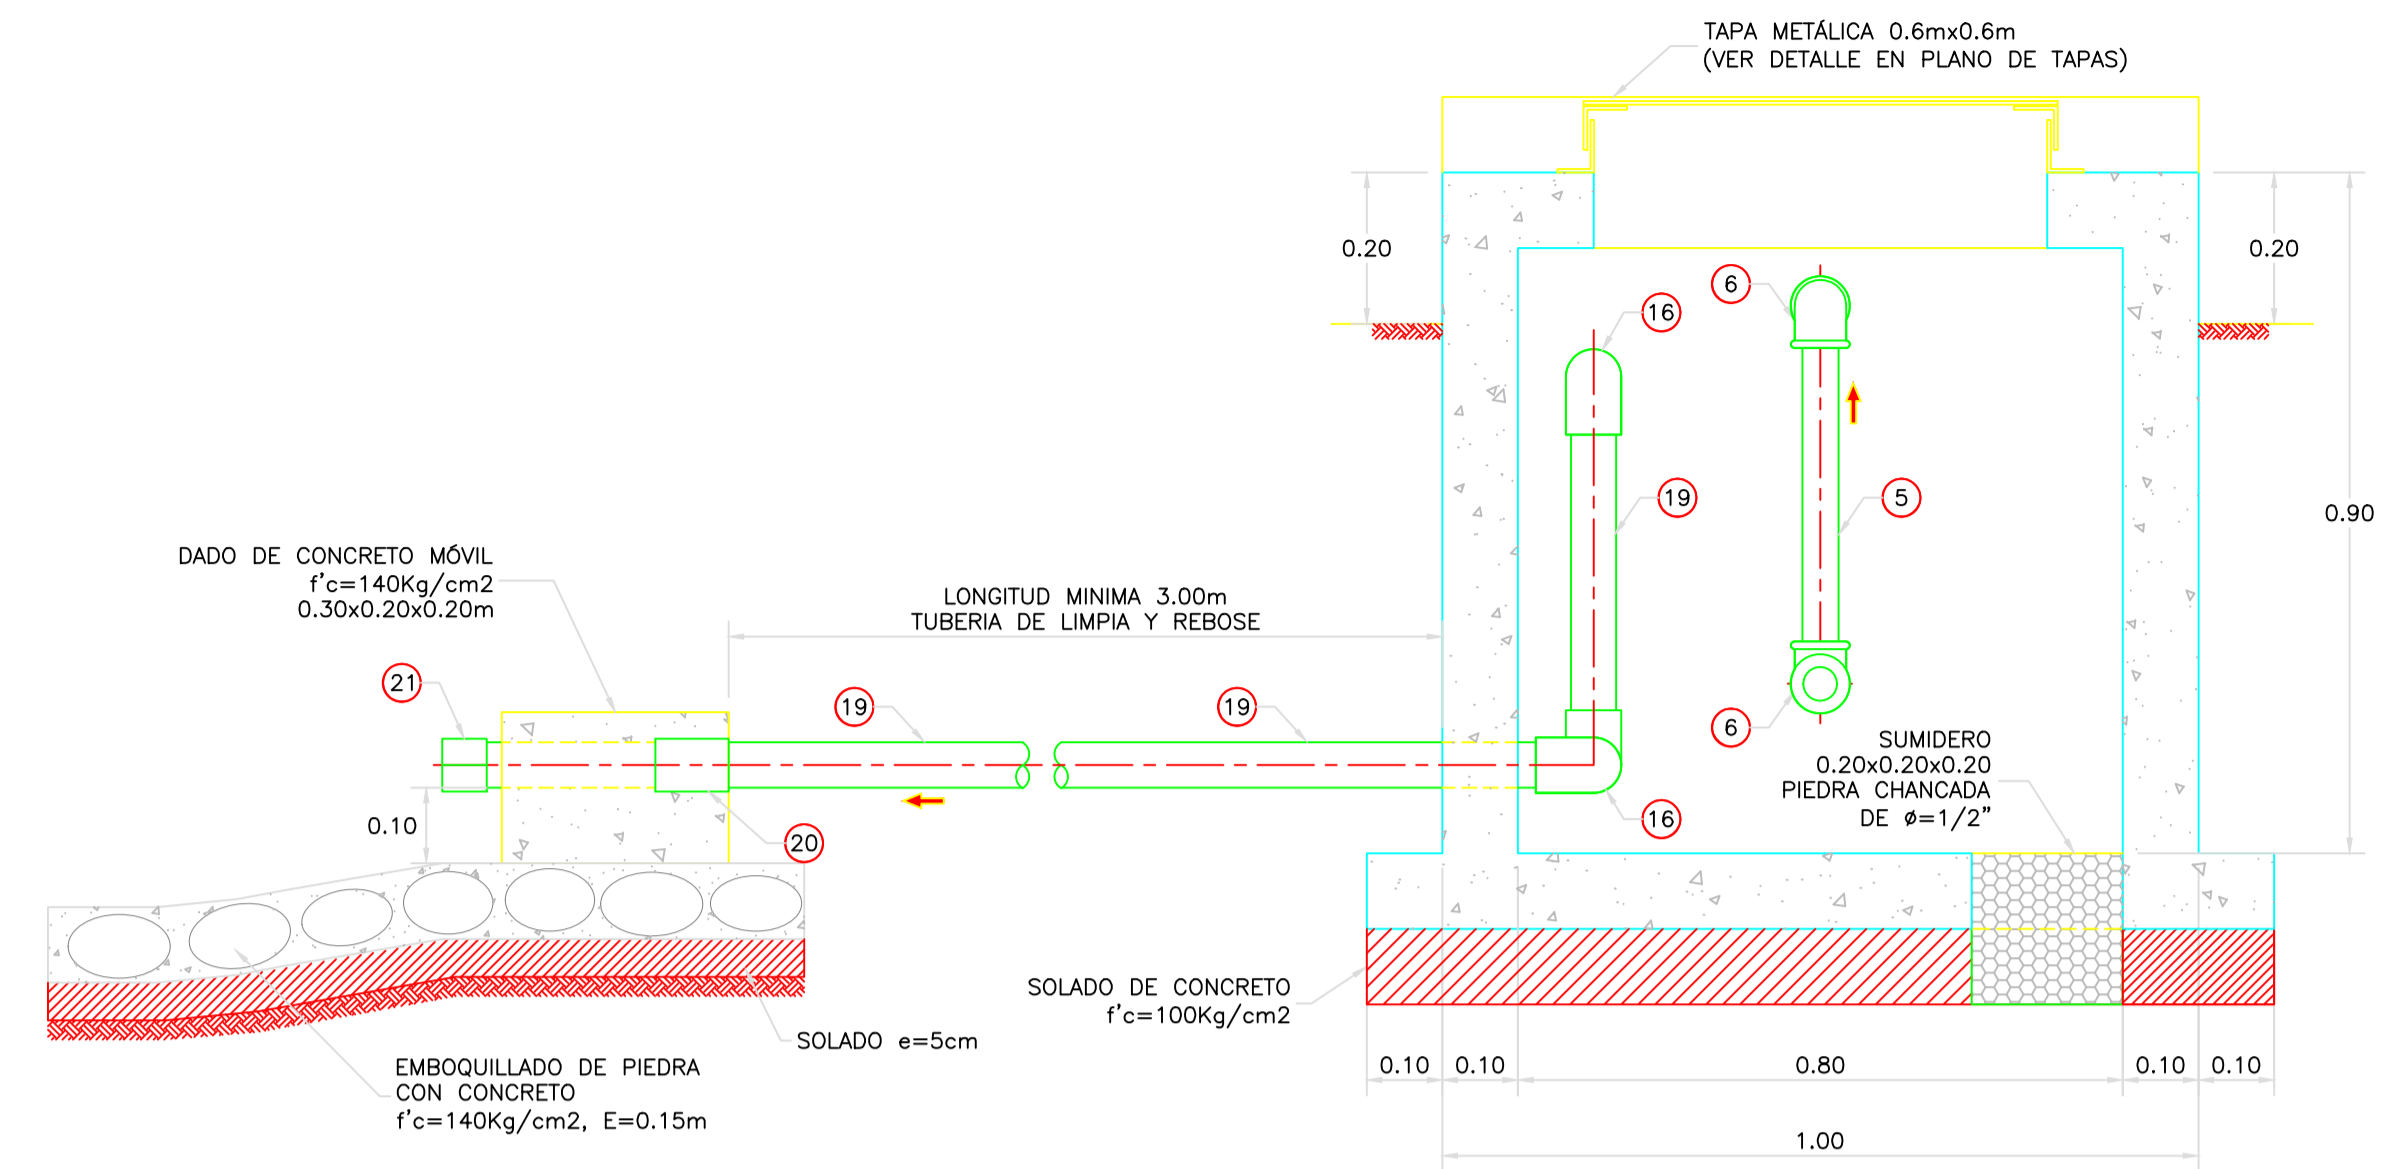 TAPA METÁLICA 0.6mx0.6m
(VER DETALLE EN PLANO DE TAPAS)
0.20
0.20
6
16
19
5
0.90
DADO DE CONCRETO MÓVIL
f'c=140Kg/cm2
0.30x0.20x0.20m
LONGITUD MINIMA 3.00m
TUBERIA DE LIMPIA Y REBOSE
21
19
19
6
SUMIDERO
0.20x0.20x0.20
PIEDRA CHANCADA
DE ø=1/2"
0.10
20
16
SOLADO DE CONCRETO
f'c=100Kg/cm2
SOLADO e=5cm
EMBOQUILLADO DE PIEDRA
CON CONCRETO
f'c=140Kg/cm2, E=0.15m
0.10
0.10
0.80
0.10
0.10
1.00